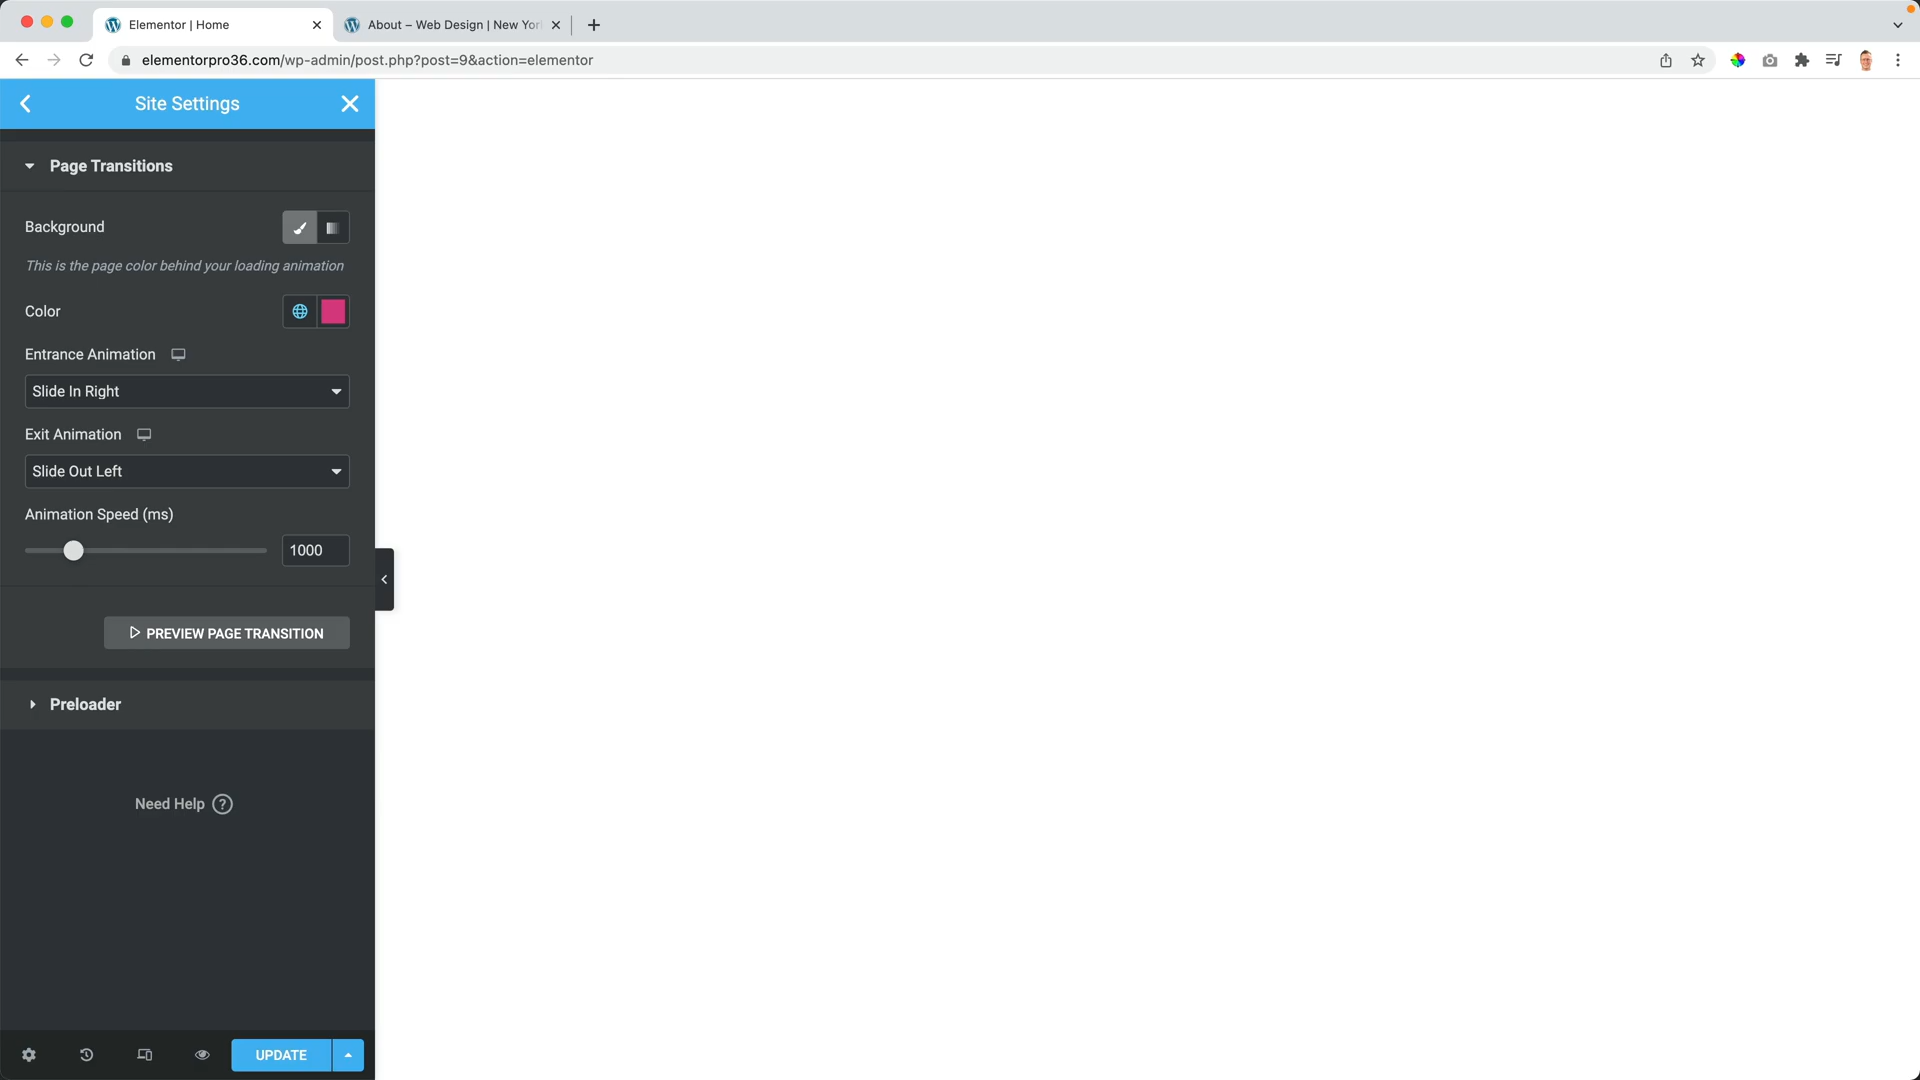 Elementor | Home
About – Web Design | New Yor
elementorpro36.com/wp-admin/post.php?post=9&action=elementor
Site Settings
Page Transitions
Background
This is the page color behind your loading animation
Color
Entrance Animation
Slide In Right
Exit Animation
Slide Out Left
Animation Speed (ms)
1000
PREVIEW PAGE TRANSITION
Preloader
Need Help ?
UPDATE